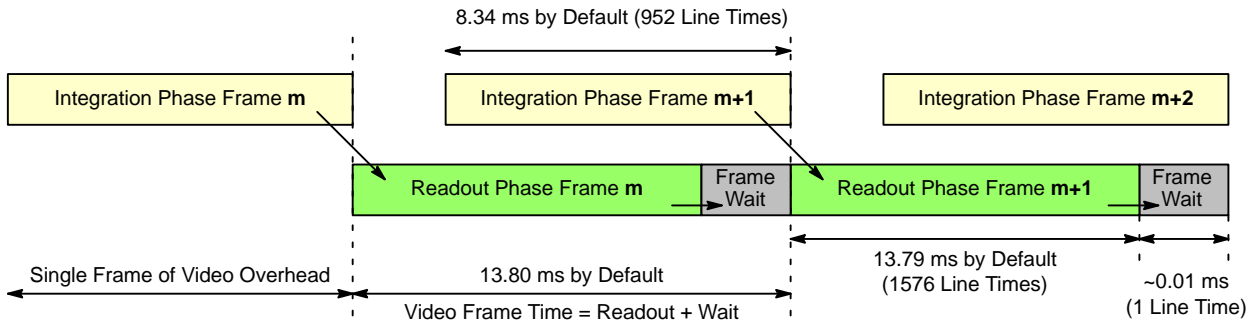 8.34 ms by Default (952 Line Times)
Integration Phase Frame m
Integration Phase Frame m+1
Integration Phase Frame m+2
Readout Phase Frame m
Frame
Wait
Readout Phase Frame m+1
Frame
Wait
Single Frame of Video Overhead
13.80 ms by Default
Video Frame Time = Readout + Wait
13.79 ms by Default
(1576 Line Times)
~0.01 ms
(1 Line Time)